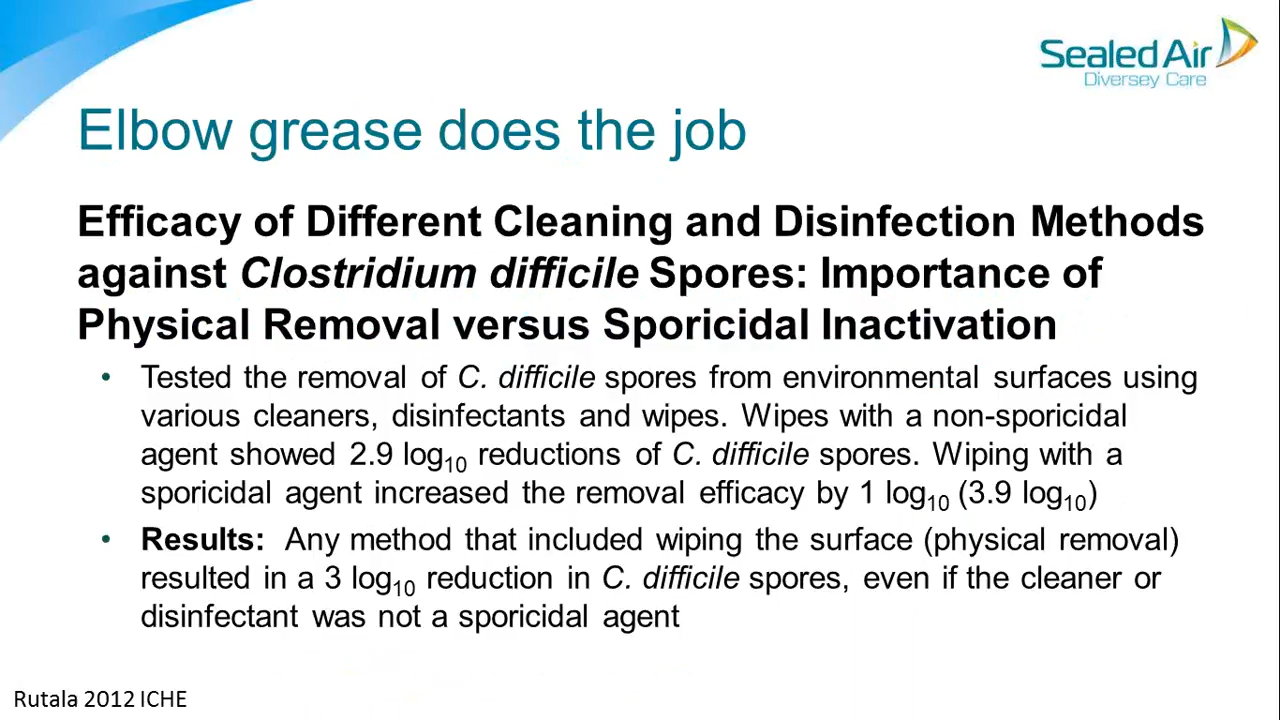 Sealed Air
Diversey Care
Elbow grease does the job
Efficacy of Different Cleaning and Disinfection Methods
against Clostridium difficile Spores: Importance of
Physical Removal versus Sporicidal Inactivation
• Tested the removal of C. difficile spores from environmental surfaces using
various cleaners, disinfectants and wipes. Wipes with a non-sporicidal
agent showed 2.9 log₁₀ reductions of C. difficile spores. Wiping with a
sporicidal agent increased the removal efficacy by 1 log₁₀ (3.9 log₁₀)
• Results: Any method that included wiping the surface (physical removal)
resulted in a 3 log₁₀ reduction in C. difficile spores, even if the cleaner or
disinfectant was not a sporicidal agent
Rutala 2012 ICHE